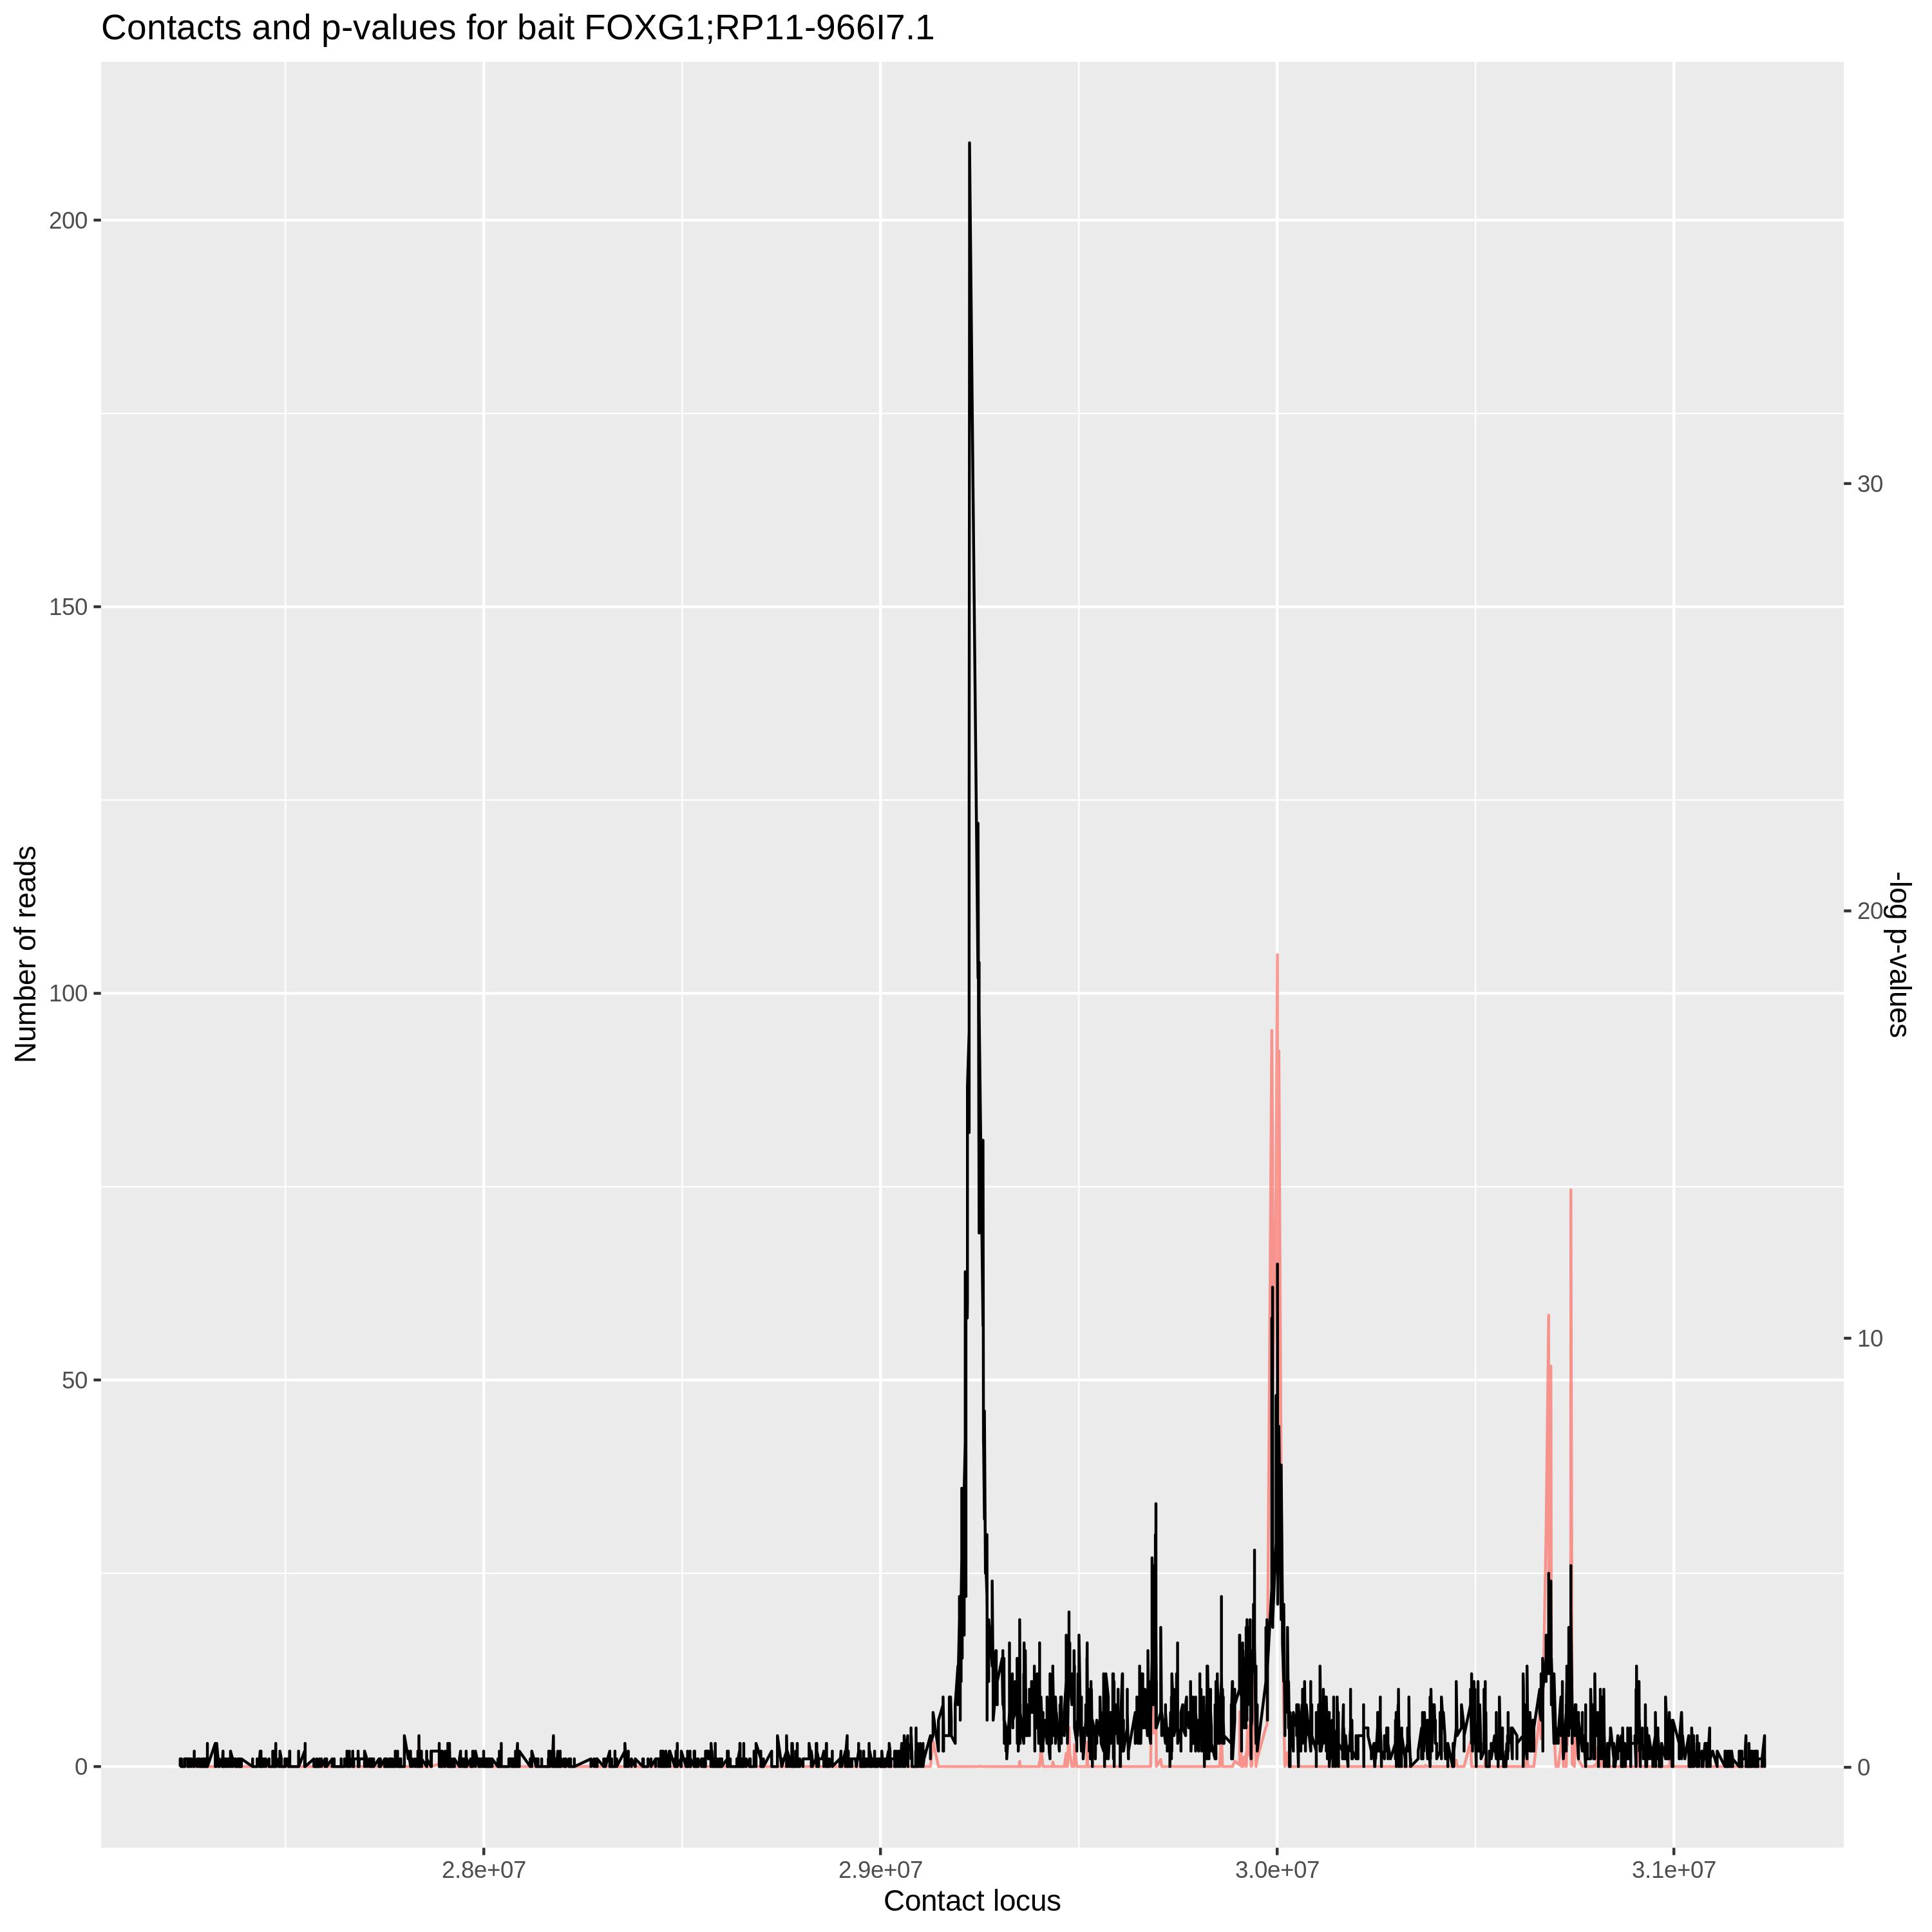 Contacts and p-values for bait FOXG1;RP11-966I7.1
200
150
100
50
0
Number of reads
30
20
10
0
-log p-values
2.8e+07 2.9e+07 3.0e+07 3.1e+07
Contact locus